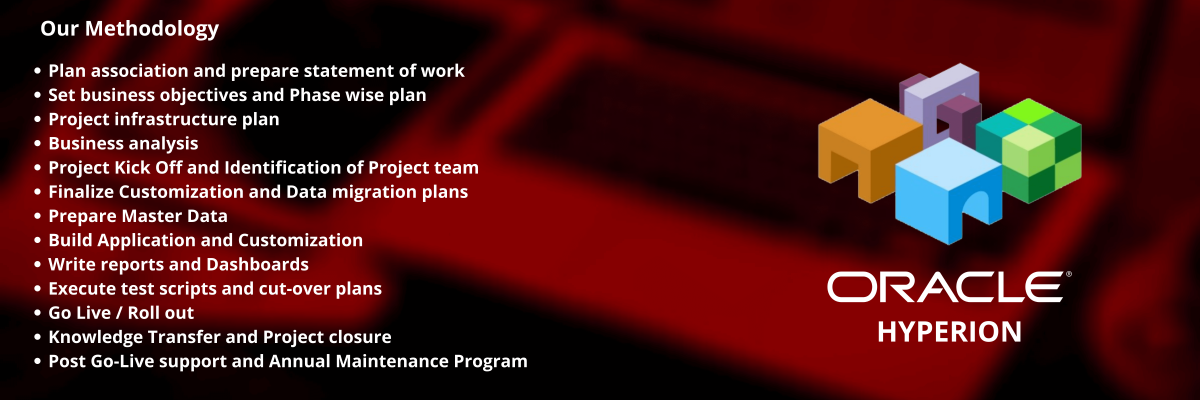 Our Methodology
• Plan association and prepare statement of work
• Set business objectives and Phase wise plan
• Project infrastructure plan
• Business analysis
• Project Kick Off and Identification of Project team
• Finalize Customization and Data migration plans
• Prepare Master Data
• Build Application and Customization
• Write reports and Dashboards
• Execute test scripts and cut-over plans
• Go Live / Roll out
• Knowledge Transfer and Project closure
• Post Go-Live support and Annual Maintenance Program
ORACLE®
HYPERION